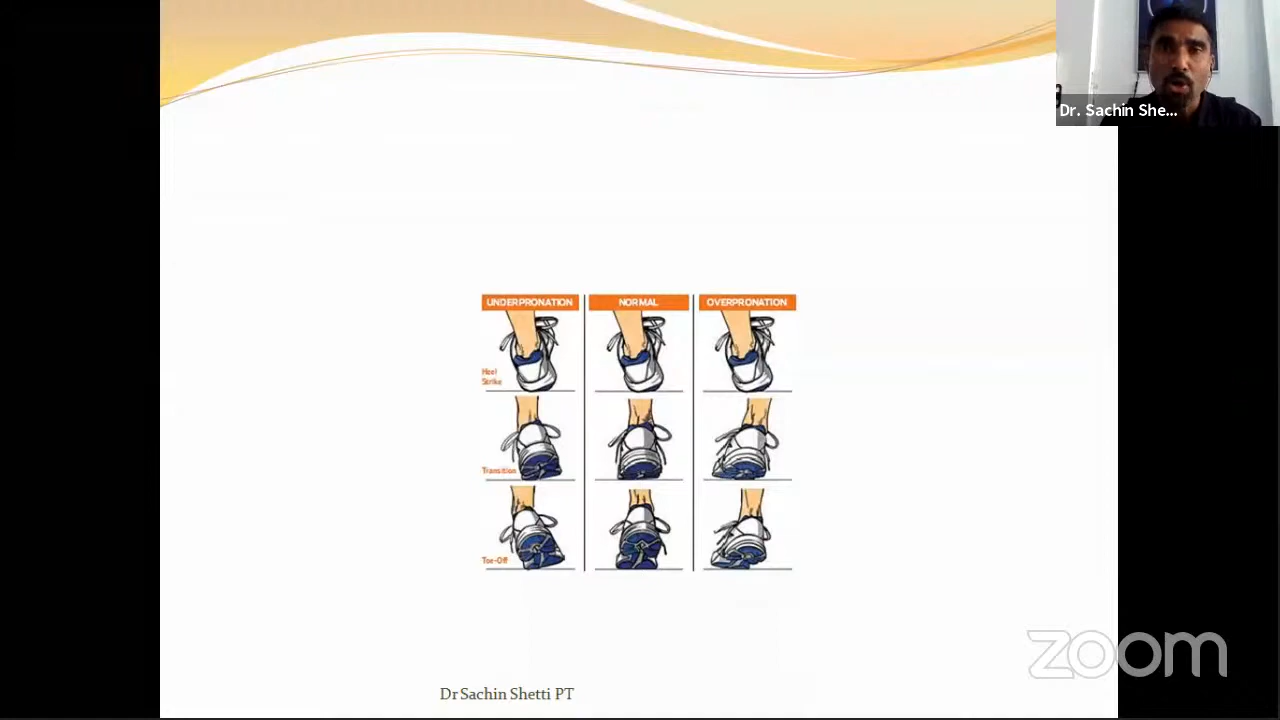 Dr. Sachin She...
UNDERPRONATION
NORMAL
OVERPRONATION
Heel
Strike
Transition
Toe-Off
zoom
Dr Sachin Shetti PT